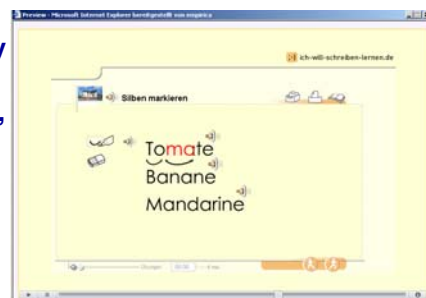 Preview - Microsoft Internet Explorer bereitgestellt von empirica
ich-will-schreiben-lernen.de
Silben markieren
Tomate
Banane
Mandarine